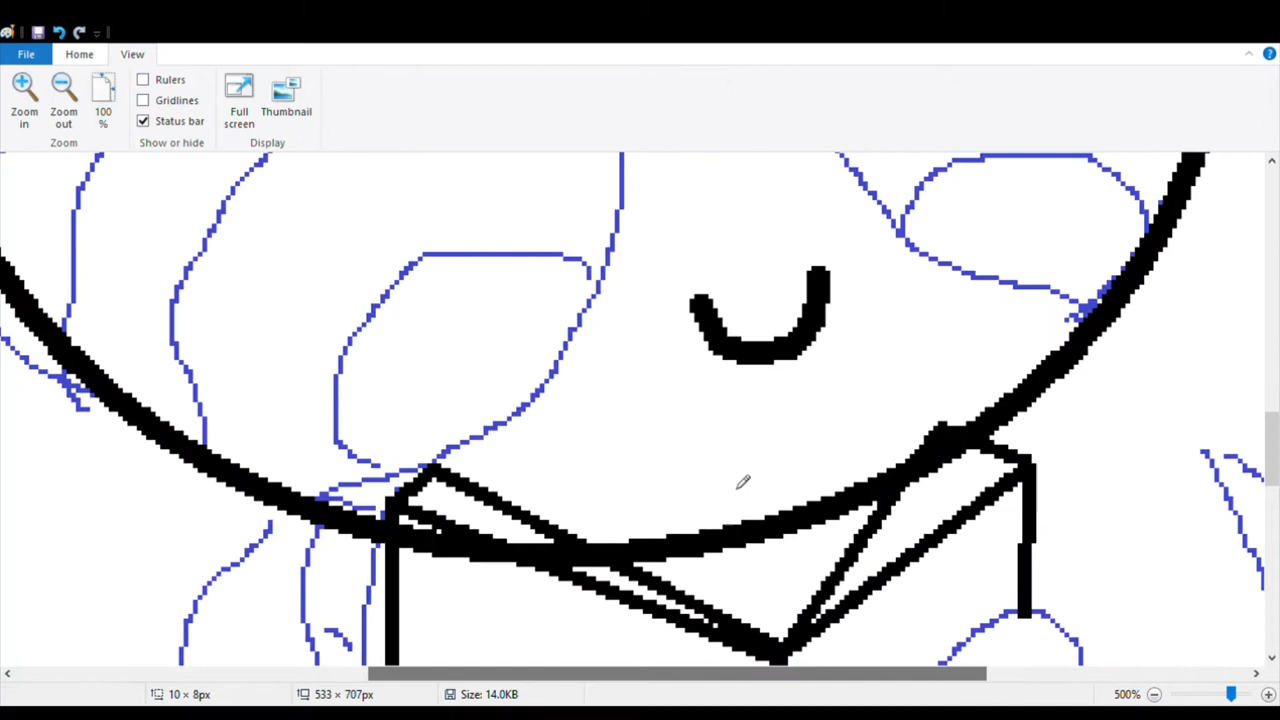 File Home View
Zoom in Zoom out 100 % Rulers Gridlines Status bar Full screen Thumbnail
Zoom Show or hide Display
10 × 8px 533 × 707px Size: 14.0KB 500%